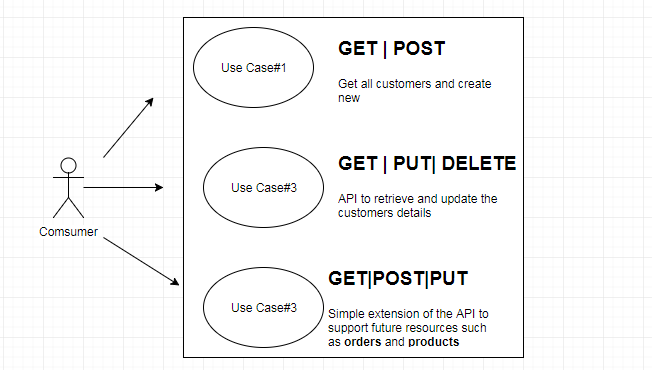 GET | POST
Use Case#1
Get all customers and create
new
GET | PUT| DELETE
Use Case#3
API to retrieve and update the
customers details
Comsumer
GET|POST|PUT
Use Case#3
Simple extension of the API to
support future resources such
as orders and products